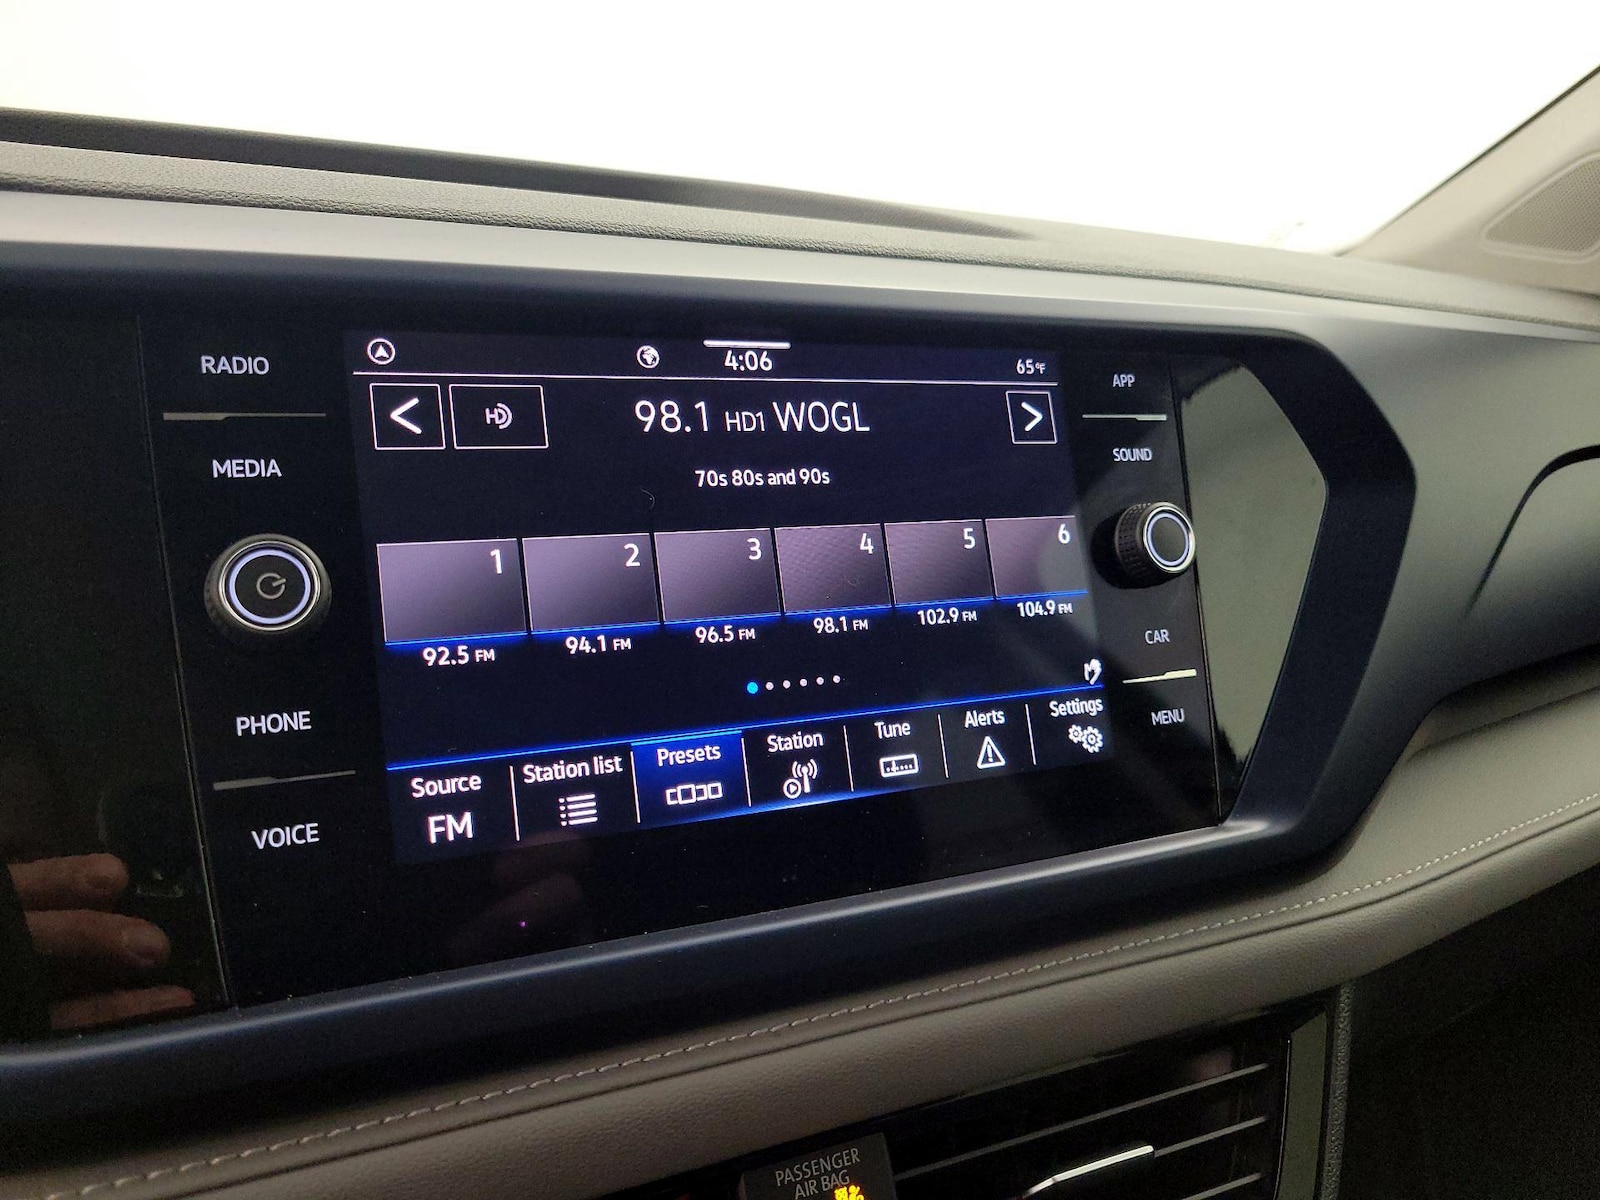 RADIO
MEDIA
PHONE
VOICE
4:06
65°F
HD
98.1 HD1 WOGL
70s 80s and 90s
1
2
3
4
5
6
92.5 FM
94.1 FM
96.5 FM
98.1 FM
102.9 FM
104.9 FM
Source
FM
Station list
Presets
Station
Tune
Alerts
Settings
APP
SOUND
CAR
MENU
PASSENGER
AIR BAG